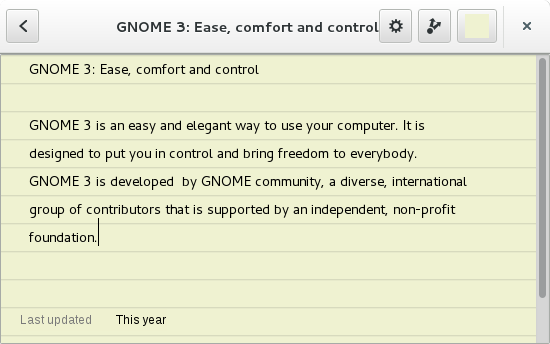 GNOME 3: Ease, comfort and control
GNOME 3: Ease, comfort and control
GNOME 3 is an easy and elegant way to use your computer. It is
designed to put you in control and bring freedom to everybody.
GNOME 3 is developed  by GNOME community, a diverse, international
group of contributors that is supported by an independent, non-profit
foundation.
Last updated This year